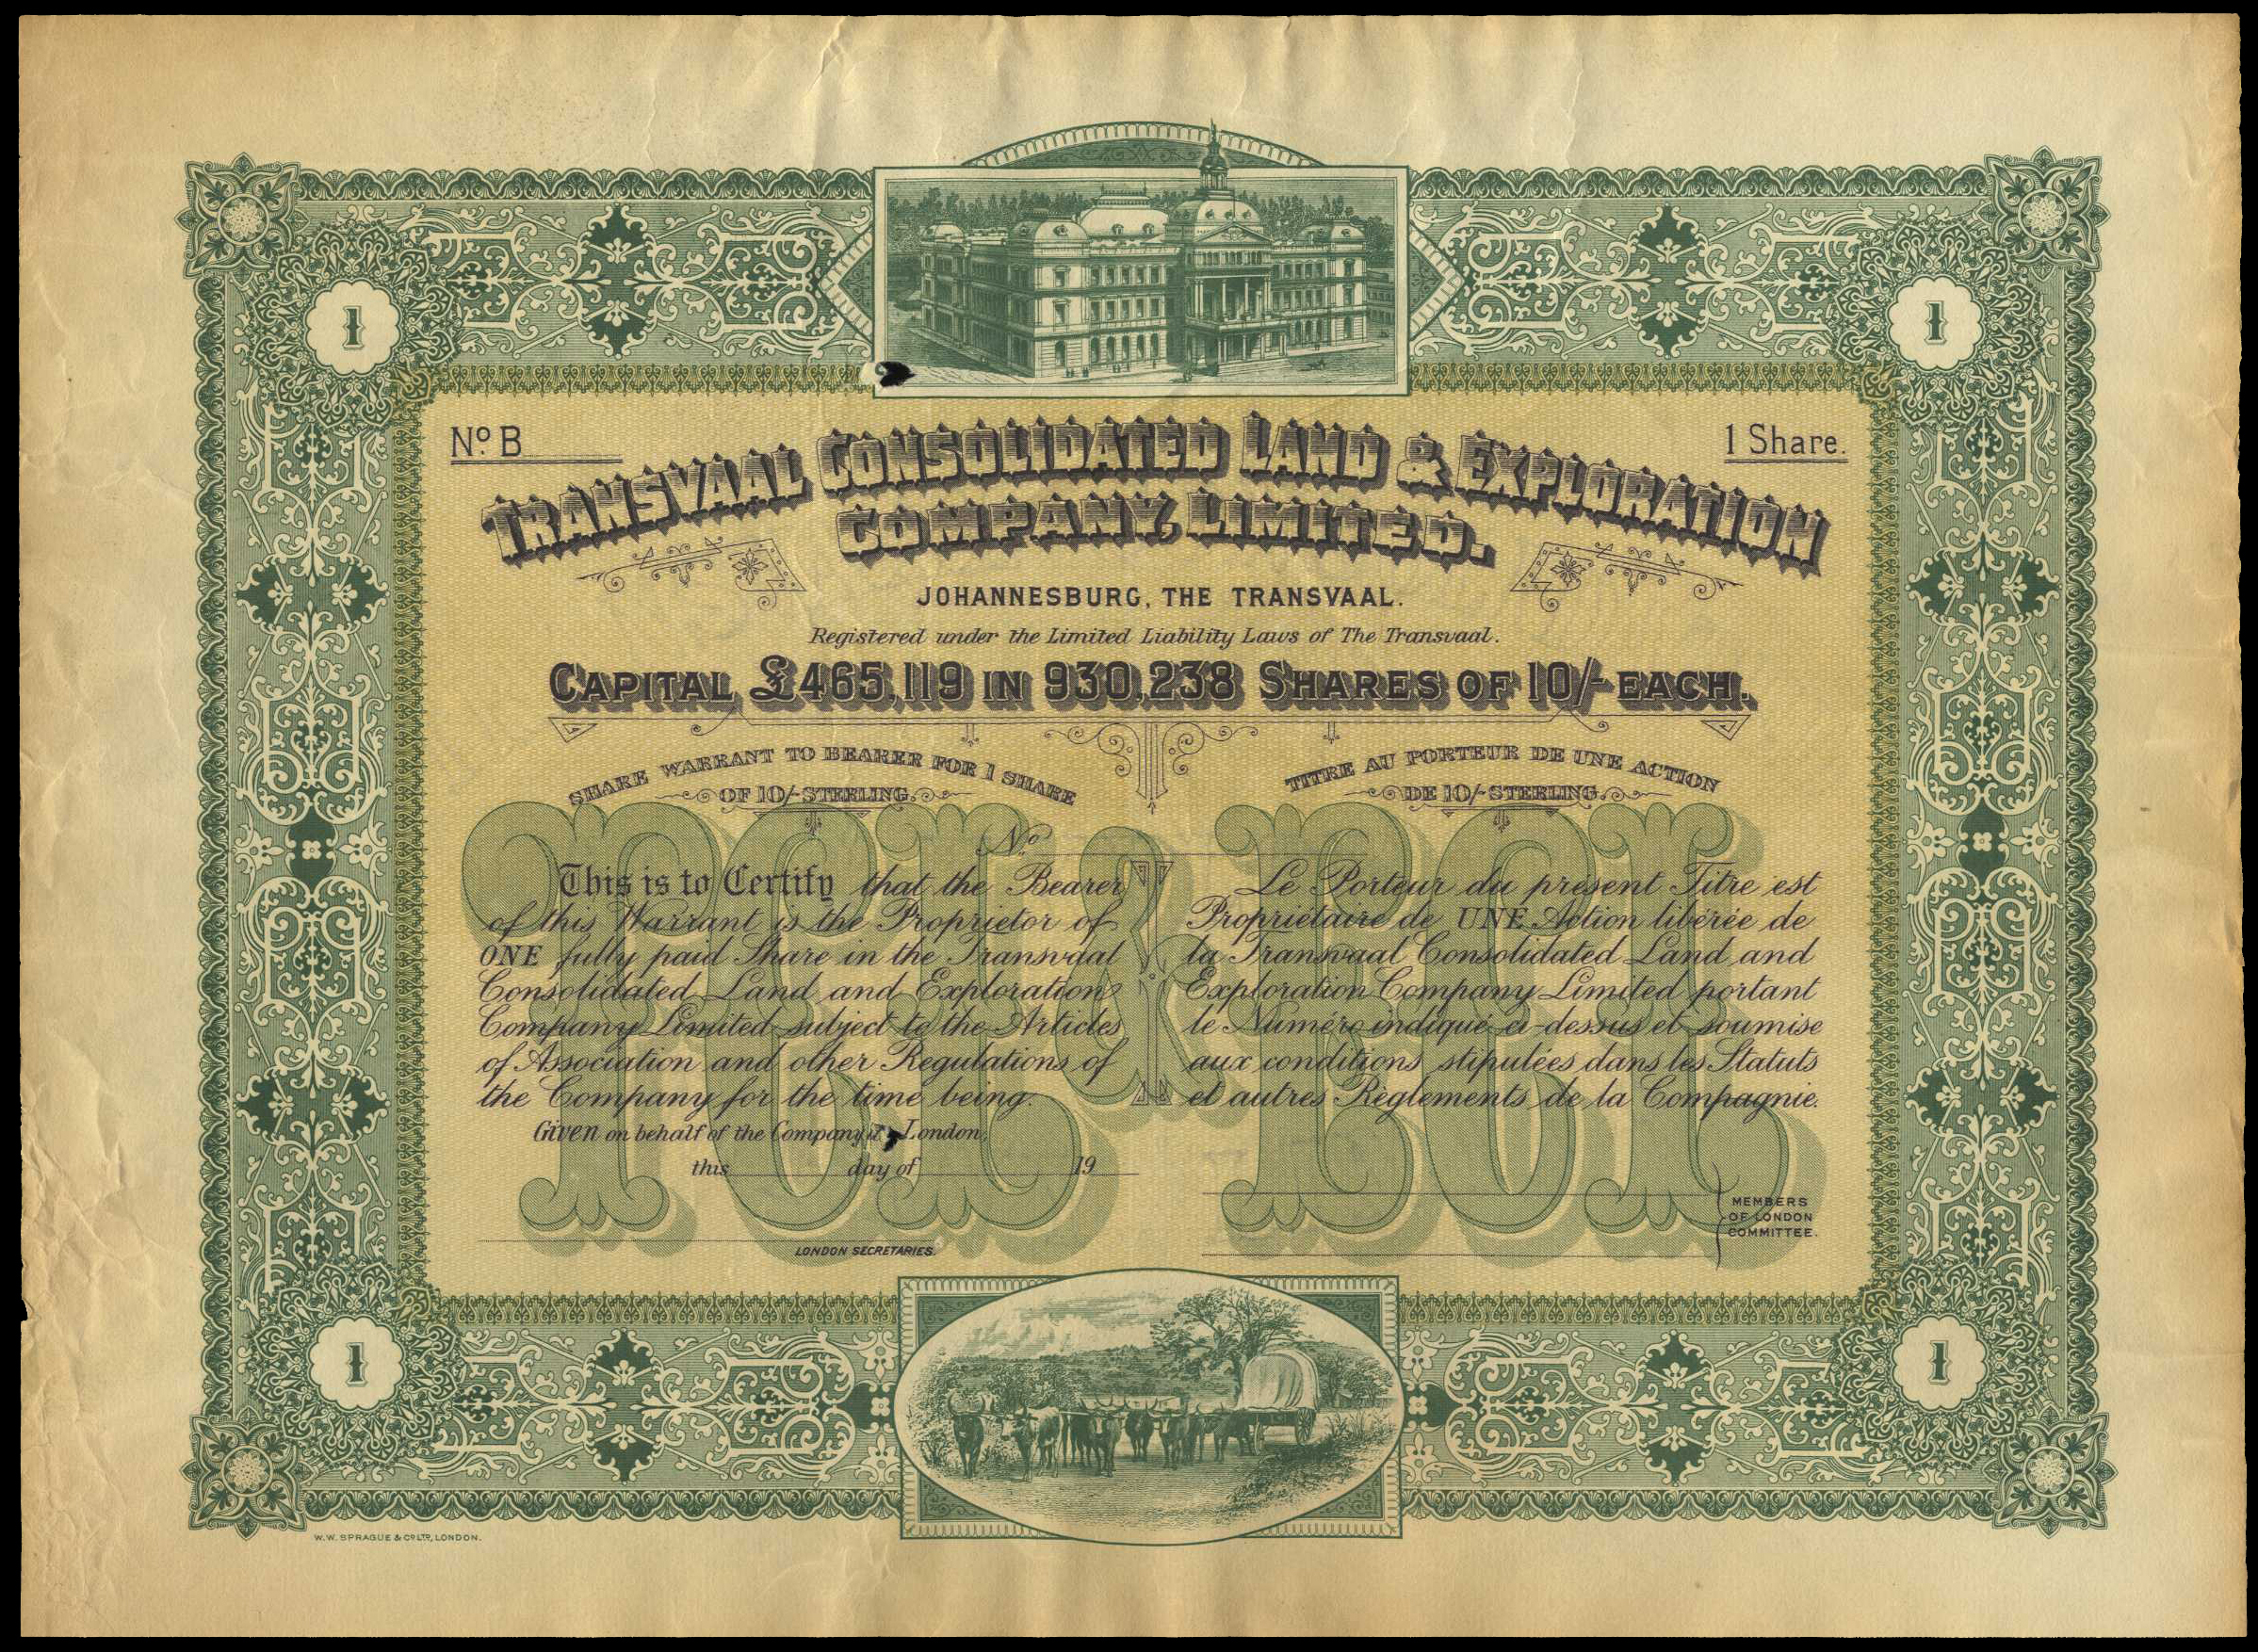 1
1
Nº B
1 Share.
TRANSVAAL CONSOLIDATED LAND & EXPLORATION
COMPANY, LIMITED.
JOHANNESBURG, THE TRANSVAAL.
Registered under the Limited Liability Laws of The Transvaal.
CAPITAL £465,119 IN 930,238 SHARES OF 10/- EACH.
SHARE WARRANT TO BEARER FOR 1 SHARE
OF 10/- STERLING.
TITRE AU PORTEUR DE UNE ACTION
DE 10/- STERLING.
TCL & ECL
Nº
This is to Certify that the Bearer
of this Warrant is the Proprietor of
ONE fully paid Share in the Transvaal
Consolidated Land and Exploration
Company Limited subject to the Articles
of Association and other Regulations of
the Company for the time being.
Given on behalf of the Company London,
this day of 19
LONDON SECRETARIES.
Le Porteur du présent Titre est
Propriétaire de UNE Action libérée de
la Transvaal Consolidated Land and
Exploration Company Limited portant
le Numéro indiqué ci-dessus et soumise
aux conditions stipulées dans les Statuts
et autres Règlements de la Compagnie.
MEMBERS
OF LONDON
COMMITTEE.
1
1
W.W. SPRAGUE & Cº LTD, LONDON.